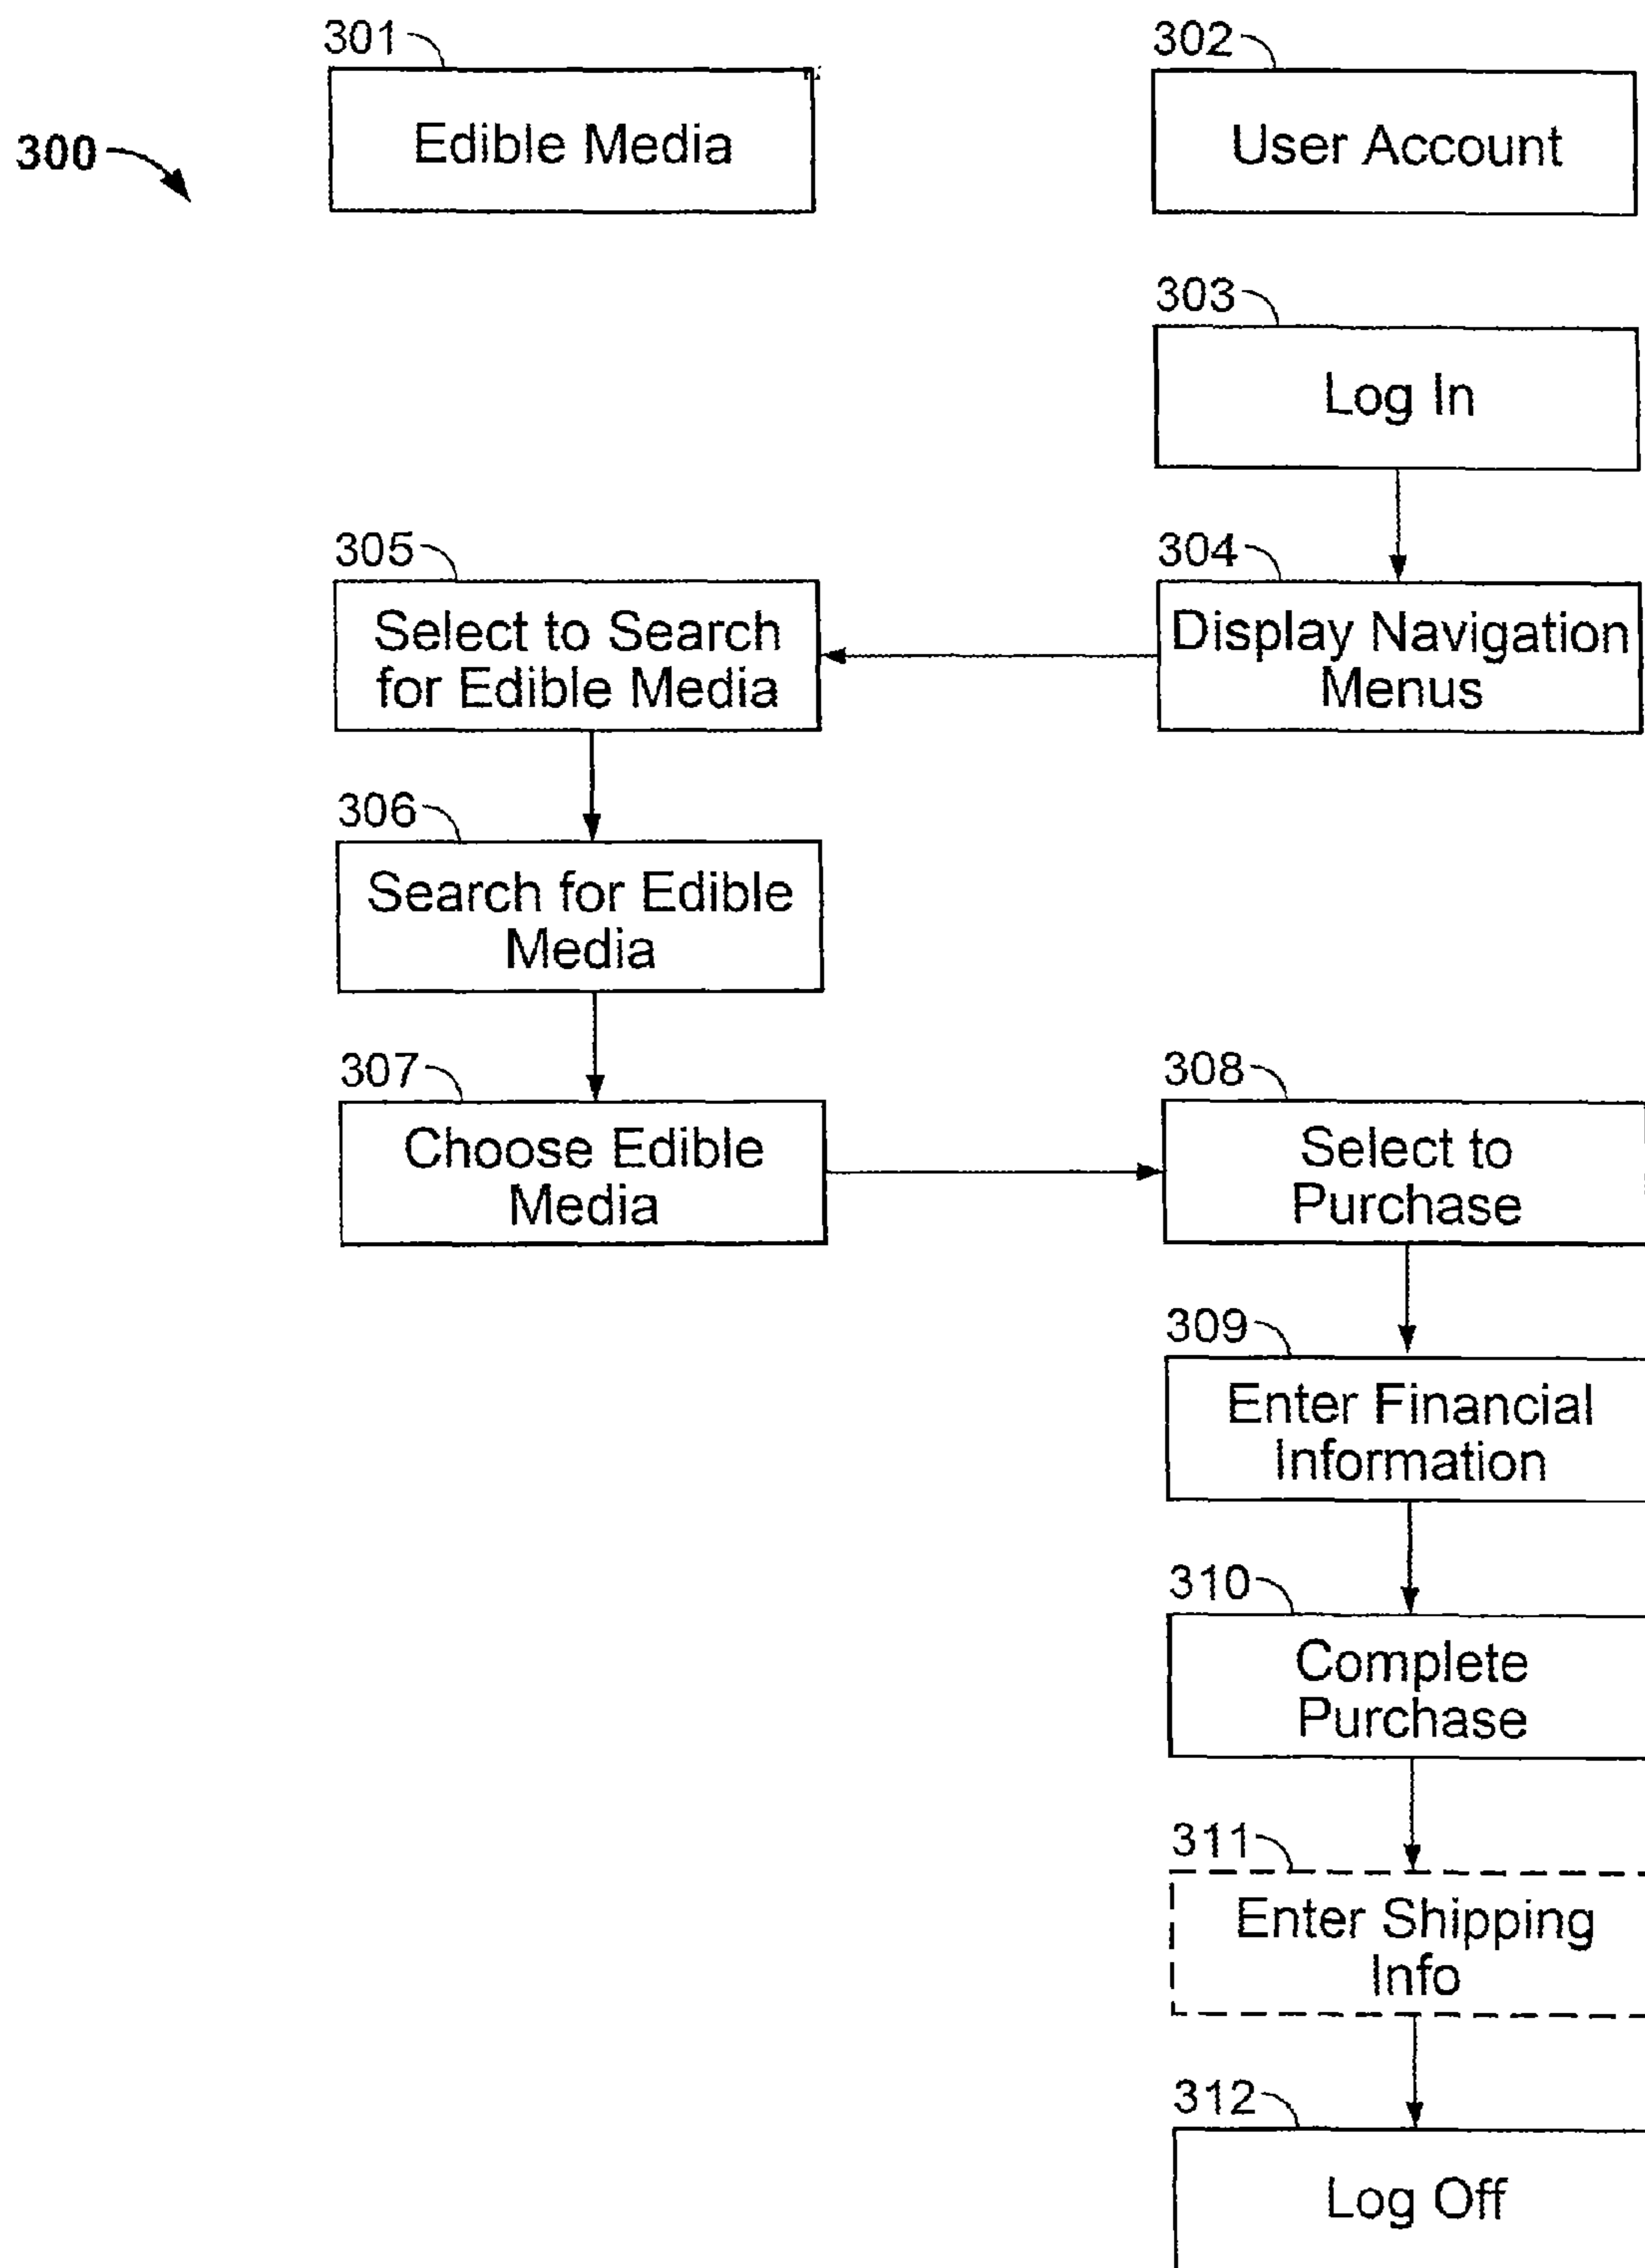 301
302
300
Edible Media
User Account
303
Log In
305
304
Select to Search
for Edible Media
Display Navigation
Menus
306
Search for Edible
Media
307
308
Choose Edible
Media
Select to
Purchase
309
Enter Financial
Information
310
Complete
Purchase
311
Enter Shipping
Info
312
Log Off